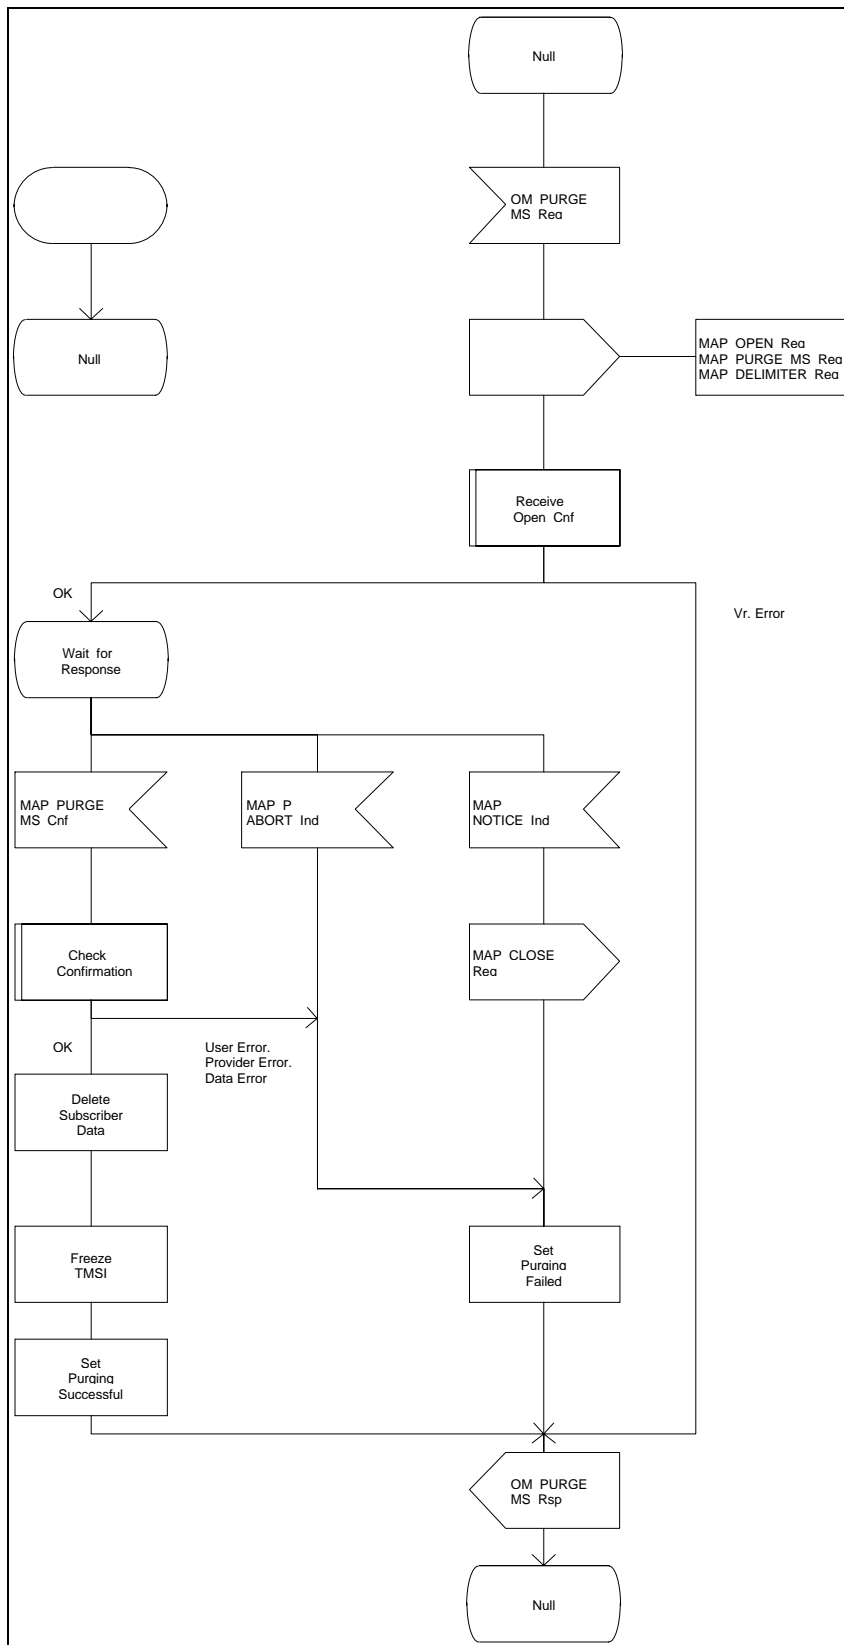 Null
OM PURGE
MS Req
Null
MAP OPEN Req
MAP PURGE MS Req
MAP DELIMITER Req
Receive
Open Cnf
OK
Vr. Error
Wait for
Response
MAP PURGE
MS Cnf
MAP P
ABORT Ind
MAP
NOTICE Ind
Check
Confirmation
MAP CLOSE
Req
OK
User Error.
Provider Error.
Data Error
Delete
Subscriber
Data
Freeze
TMSI
Set
Purging
Failed
Set
Purging
Successful
OM PURGE
MS Rsp
Null